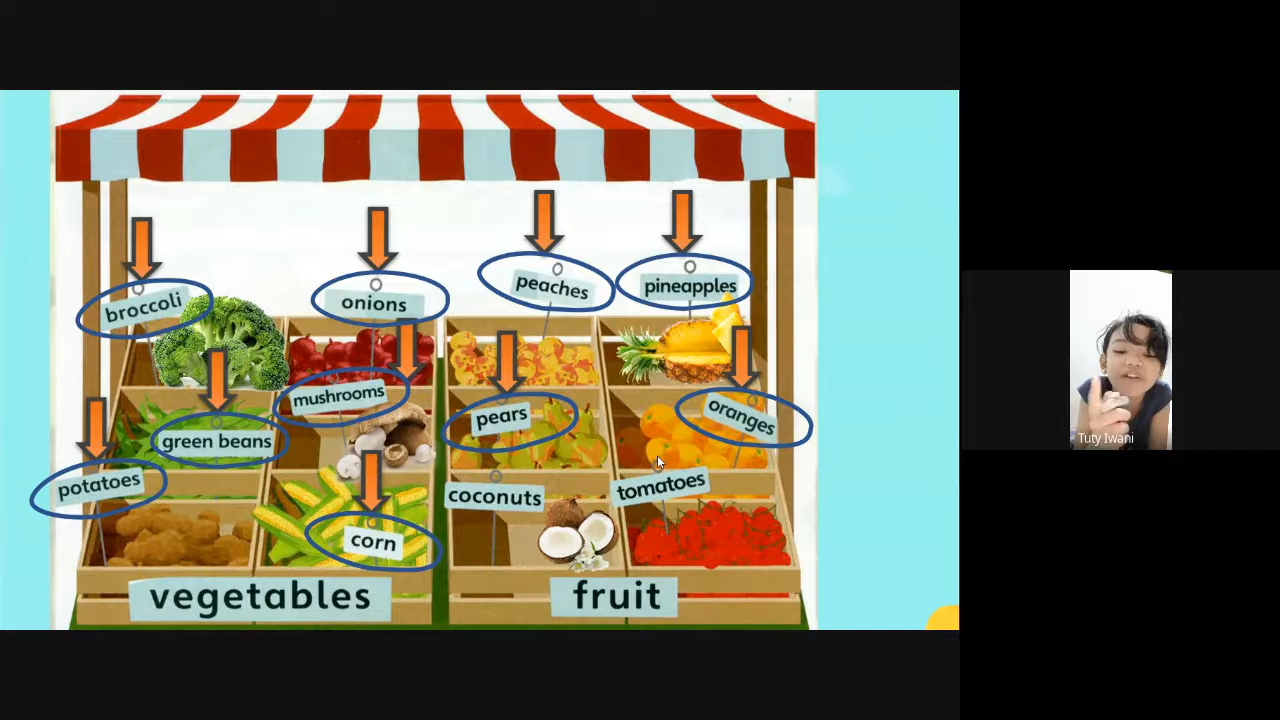 broccoli
onions
peaches
pineapples
mushrooms
pears
oranges
green beans
potatoes
coconuts
tomatoes
corn
vegetables
fruit
Tuty Iwani